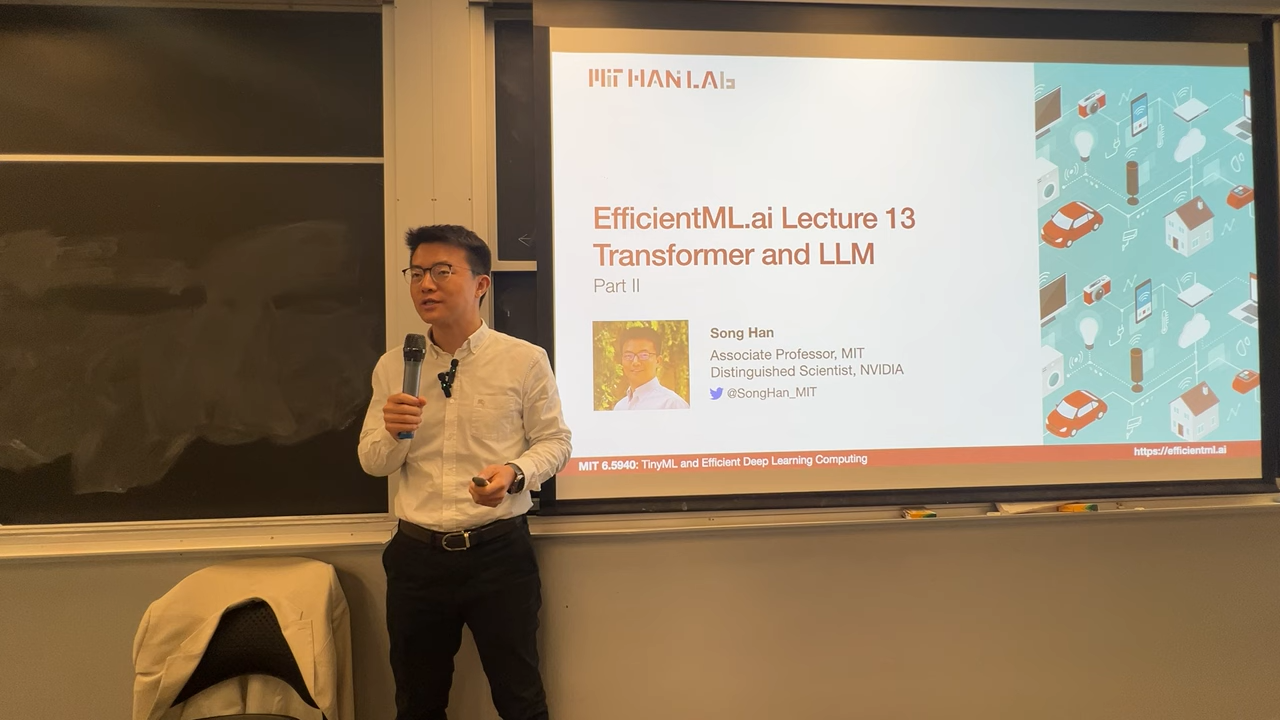 MIT HAN LAB
EfficientML.ai Lecture 13
Transformer and LLM
Part II
Song Han
Associate Professor, MIT
Distinguished Scientist, NVIDIA
@SongHan_MIT
MIT 6.5940: TinyML and Efficient Deep Learning Computing
https://efficientml.ai